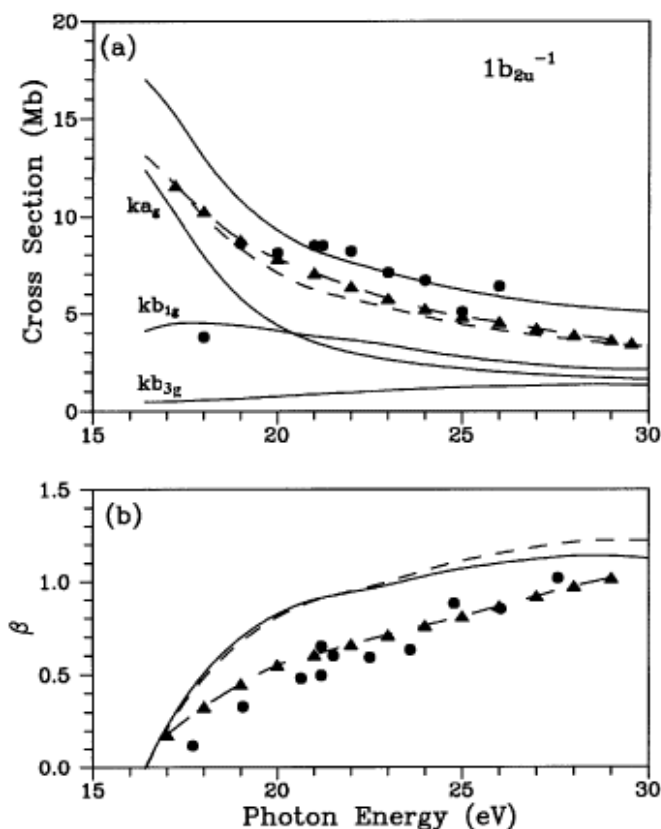 20
(a)
1b₂ᵤ⁻¹
15
Cross Section (Mb)
10
ka_g
5
kb₁g
kb₃g
0
15 20 25 30
1.5
(b)
1.0
β
0.5
0.0
15 20 25 30
Photon Energy (eV)